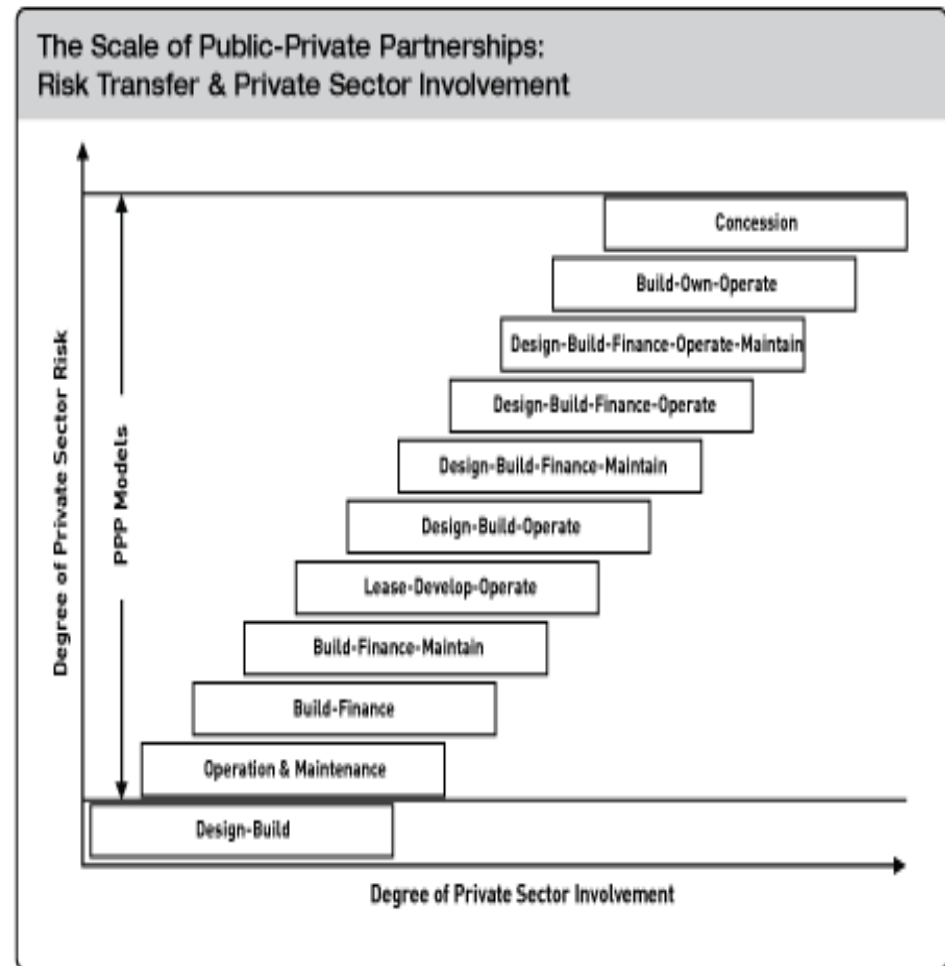 The Scale of Public-Private Partnerships:
Risk Transfer & Private Sector Involvement
Concession
Build-Own-Operate
Design-Build-Finance-Operate-Maintain
Design-Build-Finance-Operate
Design-Build-Finance-Maintain
Design-Build-Operate
Lease-Develop-Operate
Build-Finance-Maintain
Build-Finance
Operation & Maintenance
Design-Build
Degree of Private Sector Risk
PPP Models
Degree of Private Sector Involvement